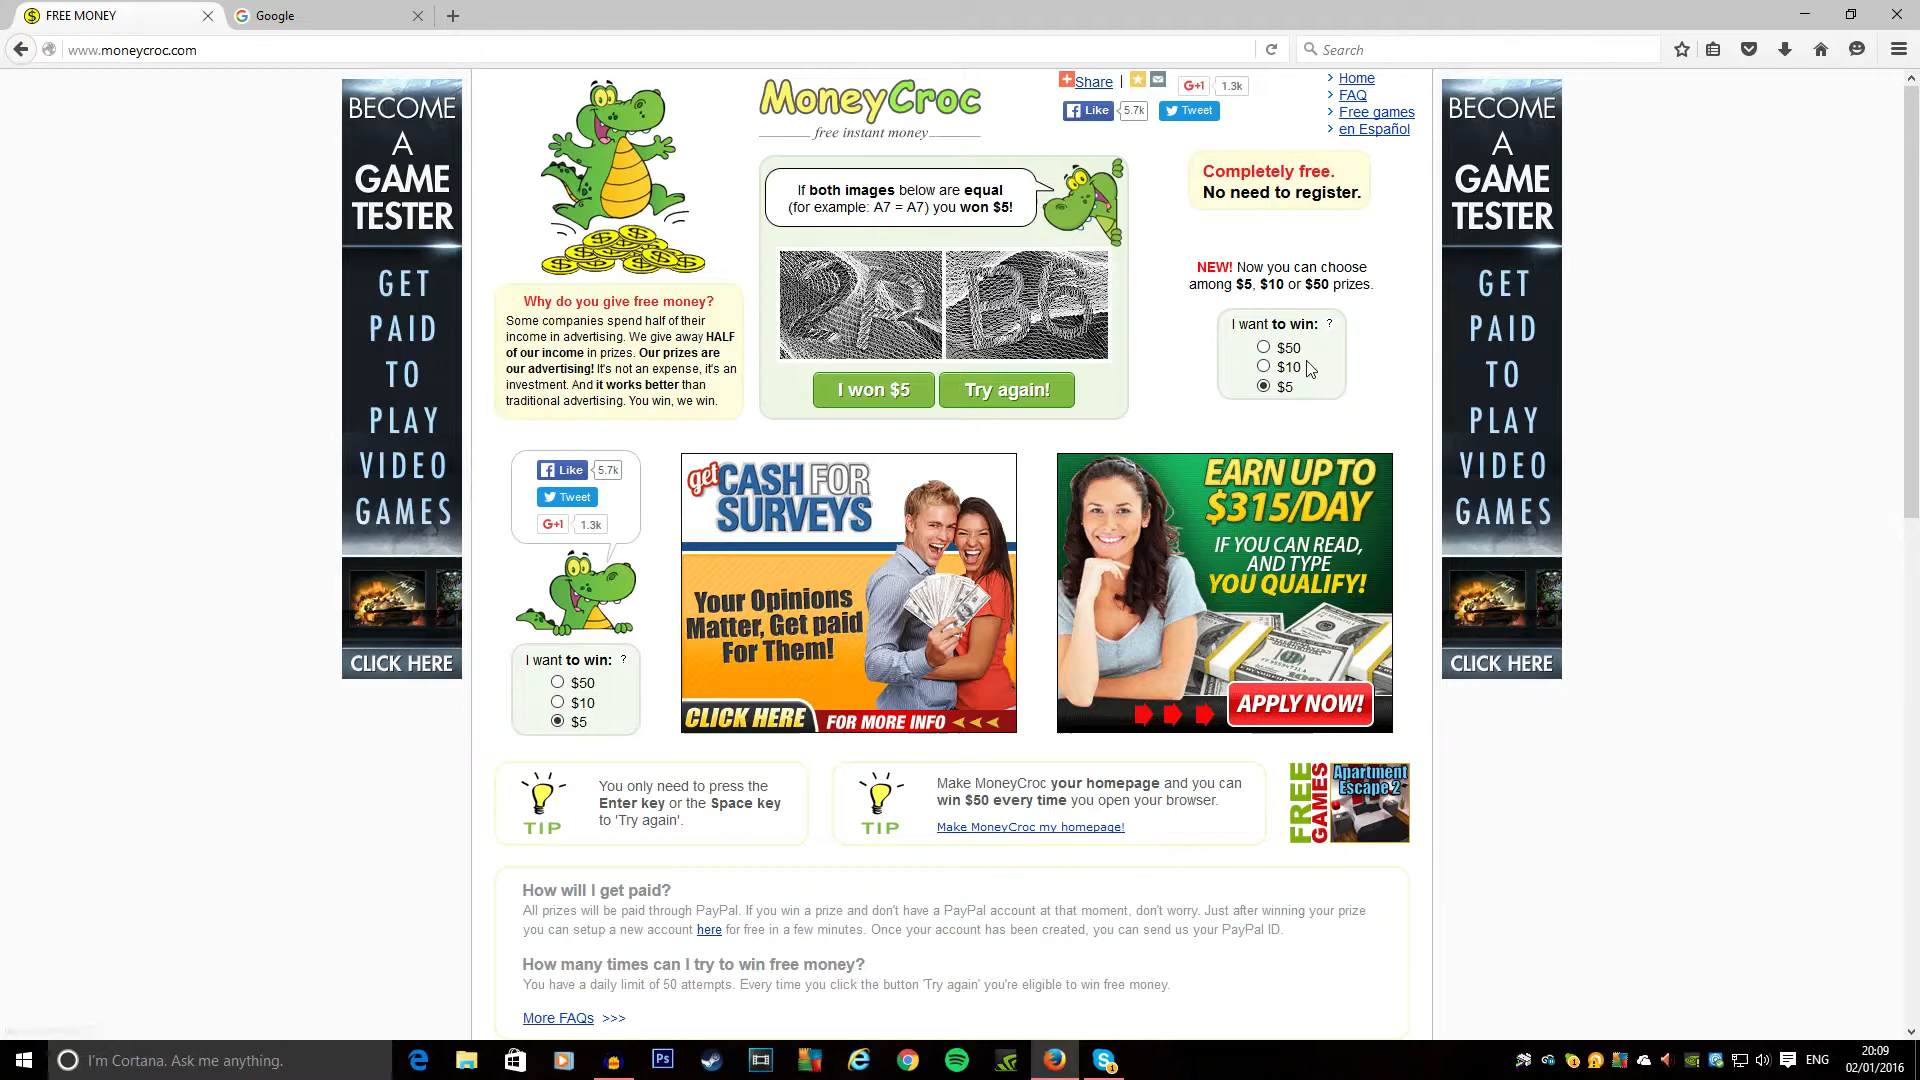 FREE MONEY
Google
www.moneycroc.com
Search
BECOME
A
GAME
TESTER
GET
PAID
TO
PLAY
VIDEO
GAMES
CLICK HERE
MoneyCroc
free instant money
Share |
G+1 1.3k
Like 5.7k
Tweet
Home
FAQ
Free games
en Español
If both images below are equal
(for example: A7 = A7) you won $5!
B6
I won $5
Try again!
Completely free.
No need to register.
NEW! Now you can choose
among $5, $10 or $50 prizes.
I want to win: ?
$50
$10
$5
Why do you give free money?
Some companies spend half of their
income in advertising. We give away HALF
of our income in prizes. Our prizes are
our advertising! It's not an expense, it's an
investment. And it works better than
traditional advertising. You win, we win.
BECOME
A
GAME
TESTER
GET
PAID
TO
PLAY
VIDEO
GAMES
CLICK HERE
Like 5.7k
Tweet
G+1 1.3k
I want to win: ?
$50
$10
$5
get CASH FOR
SURVEYS
Your Opinions
Matter, Get paid
For Them!
CLICK HERE FOR MORE INFO
EARN UP TO
$315/DAY
IF YOU CAN READ,
AND TYPE
YOU QUALIFY!
APPLY NOW!
TIP
You only need to press the
Enter key or the Space key
to 'Try again'.
TIP
Make MoneyCroc your homepage and you can
win $50 every time you open your browser.
Make MoneyCroc my homepage!
FREE
GAMES
Apartment
Escape 2
How will I get paid?
All prizes will be paid through PayPal. If you win a prize and don't have a PayPal account at that moment, don't worry. Just after winning your prize
you can setup a new account here for free in a few minutes. Once your account has been created, you can send us your PayPal ID.
How many times can I try to win free money?
You have a daily limit of 50 attempts. Every time you click the button 'Try again' you're eligible to win free money.
More FAQs >>>
I'm Cortana. Ask me anything.
Ps
ENG
20:09
02/01/2016